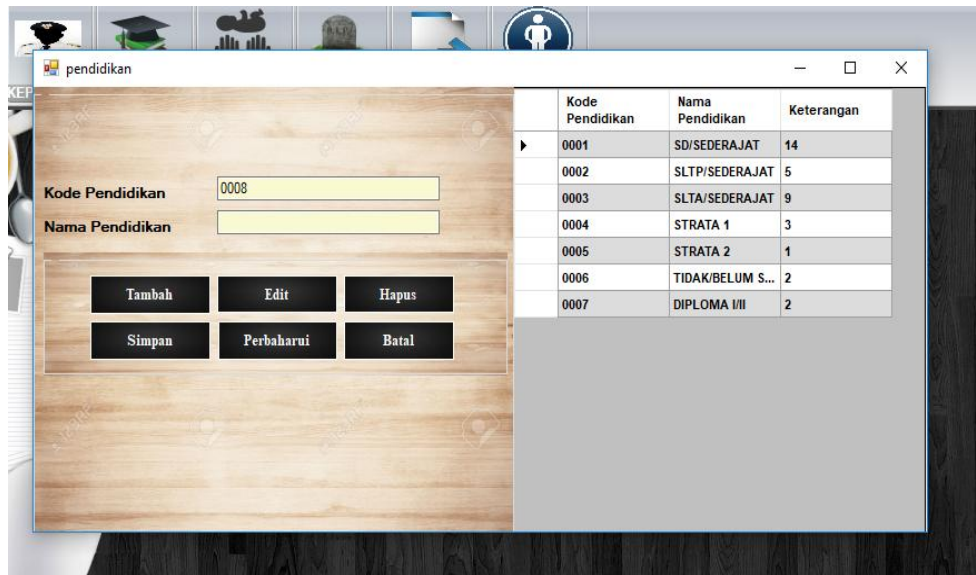 pendidikan
KEP
Kode Pendidikan 0008
Nama Pendidikan
Tambah Edit Hapus
Simpan Perbaharui Batal
Kode Pendidikan Nama Pendidikan Keterangan
0001 SD/SEDERAJAT 14
0002 SLTP/SEDERAJAT 5
0003 SLTA/SEDERAJAT 9
0004 STRATA 1 3
0005 STRATA 2 1
0006 TIDAK/BELUM S... 2
0007 DIPLOMA I/II 2